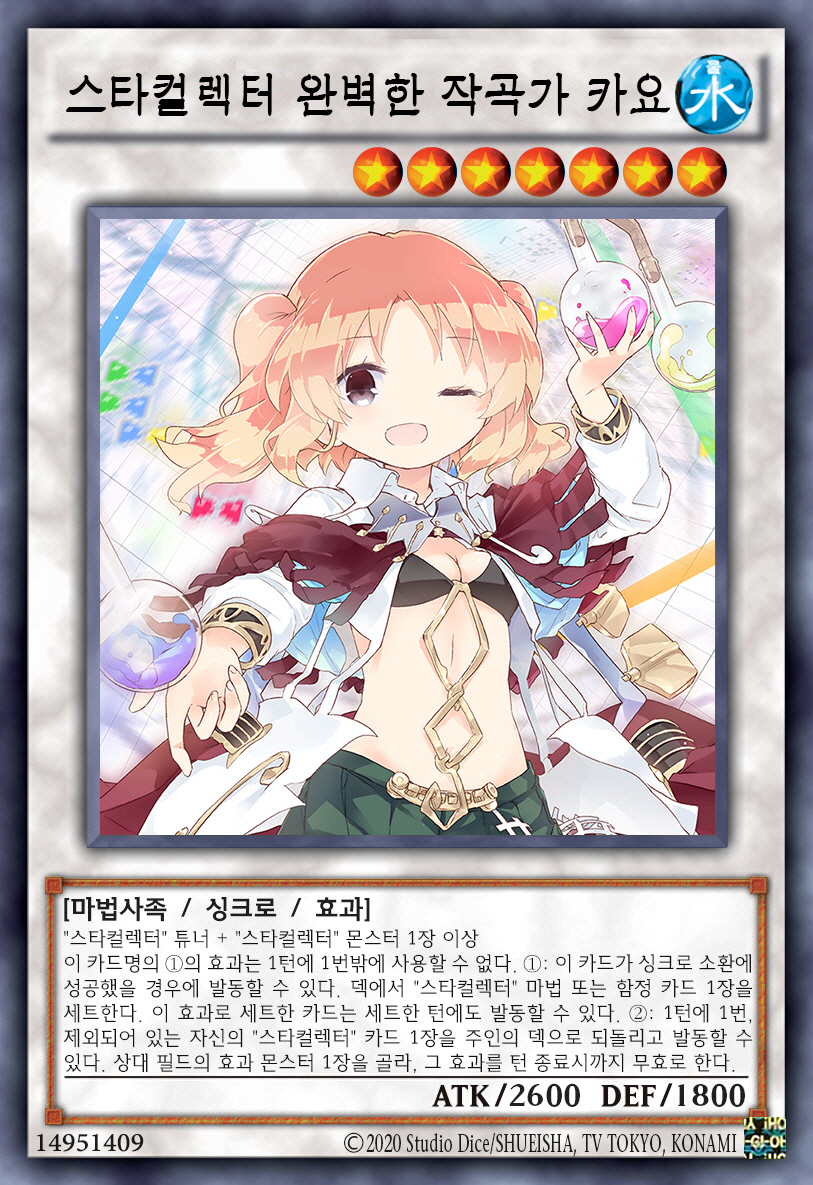 스타컬렉터 완벽한 작곡가 카요
물
水
[마법사족 / 싱크로 / 효과]
"스타컬렉터" 튜너 + "스타컬렉터" 몬스터 1장 이상
이 카드명의 ①의 효과는 1턴에 1번밖에 사용할 수 없다. ①: 이 카드가 싱크로 소환에
성공했을 경우에 발동할 수 있다. 덱에서 "스타컬렉터" 마법 또는 함정 카드 1장을
세트한다. 이 효과로 세트한 카드는 세트한 턴에도 발동할 수 있다. ②: 1턴에 1번,
제외되어 있는 자신의 "스타컬렉터" 카드 1장을 주인의 덱으로 되돌리고 발동할 수
있다. 상대 필드의 효과 몬스터 1장을 골라, 그 효과를 턴 종료시까지 무효로 한다.
ATK/2600 DEF/1800
14951409
©2020 Studio Dice/SHUEISHA, TV TOKYO, KONAMI